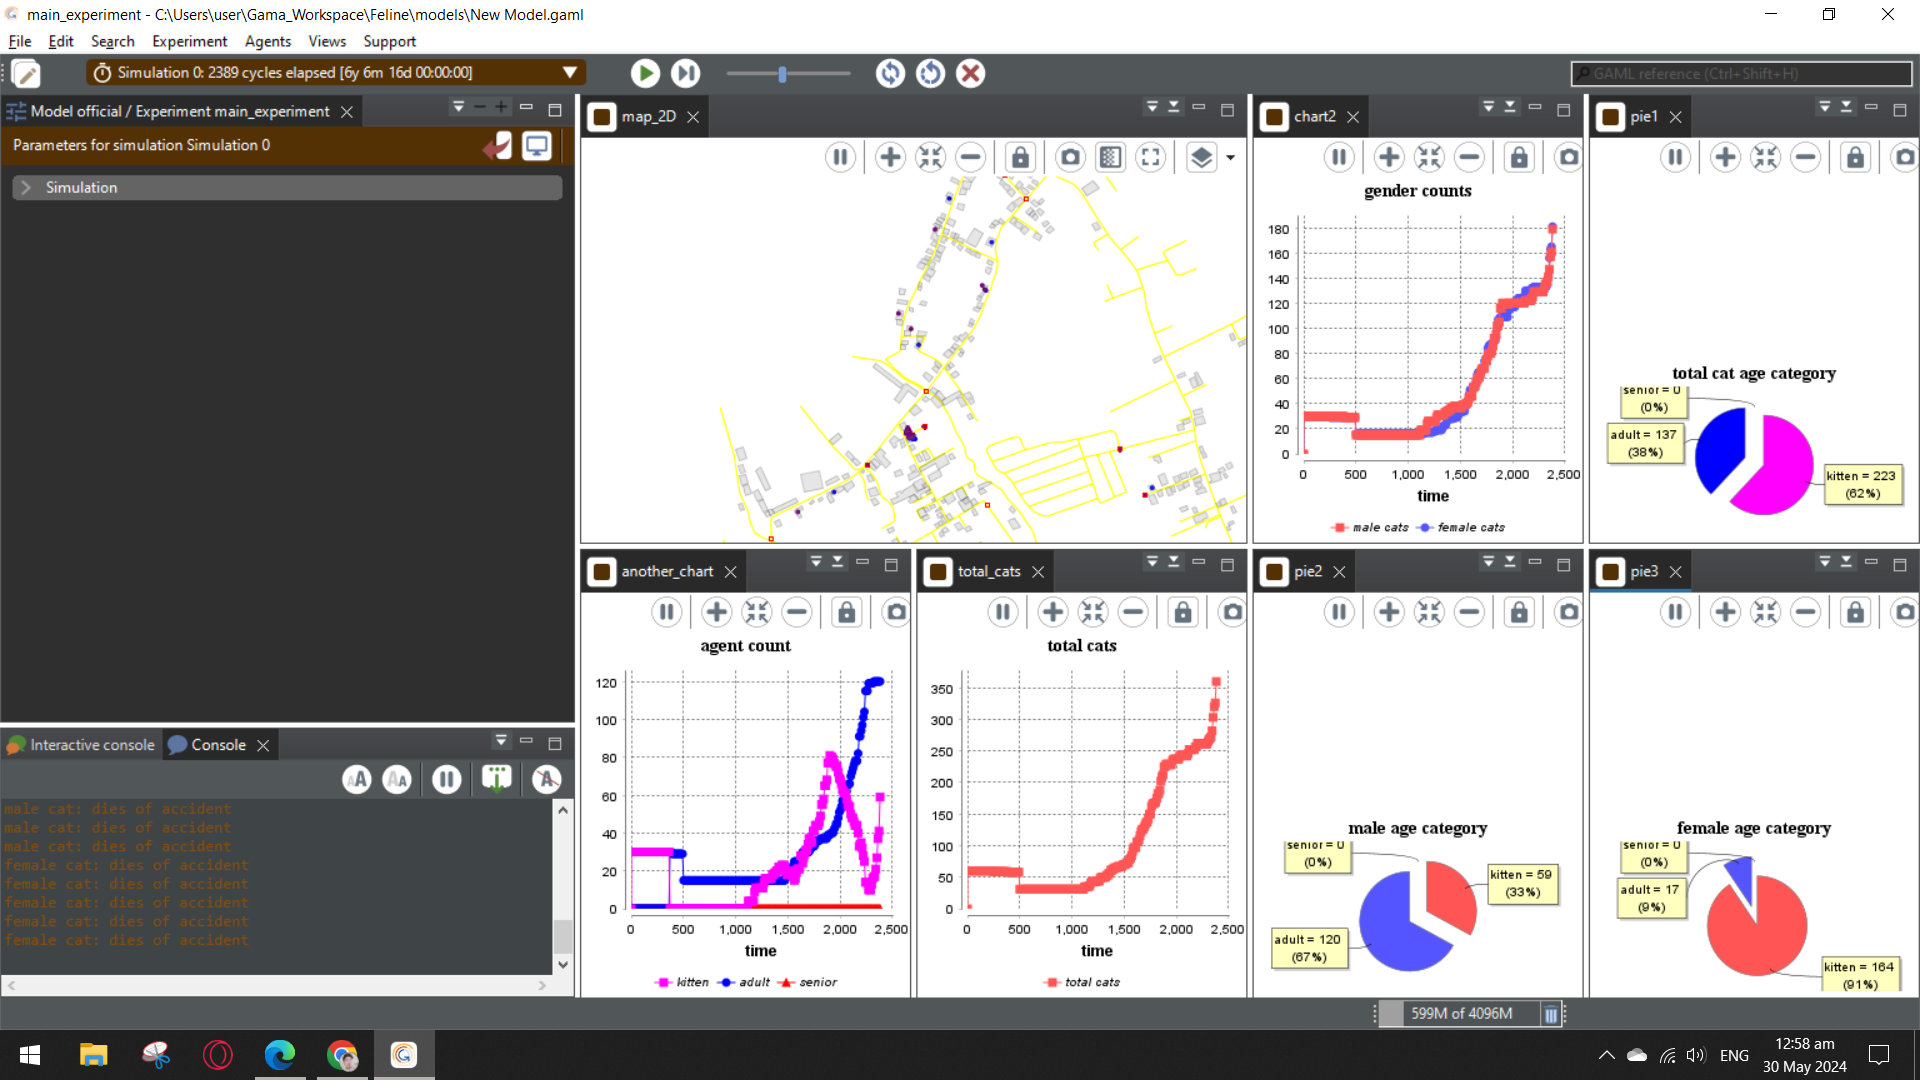 main_experiment - C:\Users\user\Gama_Workspace\Feline\models\New Model.gaml
File Edit Search Experiment Agents Views Support
Simulation 0: 2389 cycles elapsed [6y 6m 16d 00:00:00]
GAML reference (Ctrl+Shift+H)
Model official / Experiment main_experiment
Parameters for simulation Simulation 0
Simulation
map_2D
chart2
gender counts
180
160
140
120
100
80
60
40
20
0
0 500 1,000 1,500 2,000 2,500
time
male cats female cats
pie1
total cat age category
senior = 0
(0%)
adult = 137
(38%)
kitten = 223
(62%)
Interactive console Console
male cat: dies of accident
male cat: dies of accident
male cat: dies of accident
female cat: dies of accident
female cat: dies of accident
female cat: dies of accident
female cat: dies of accident
female cat: dies of accident
another_chart
agent count
120
100
80
60
40
20
0
0 500 1,000 1,500 2,000 2,500
time
kitten adult senior
total_cats
total cats
350
300
250
200
150
100
50
0
0 500 1,000 1,500 2,000 2,500
time
total cats
pie2
male age category
senior = 0
(0%)
kitten = 59
(33%)
adult = 120
(67%)
pie3
female age category
senior = 0
(0%)
adult = 17
(9%)
kitten = 164
(91%)
599M of 4096M
ENG
12:58 am
30 May 2024